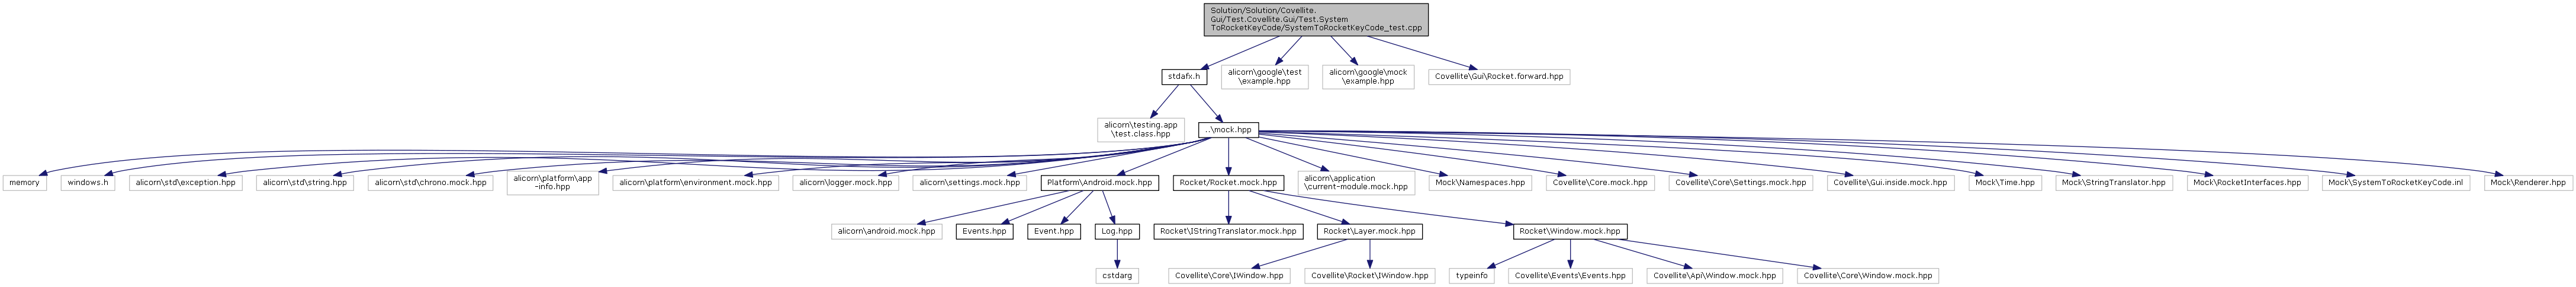 Solution/Solution/Covellite.
Gui/Test.Covellite.Gui/Test.System
ToRocketKeyCode/SystemToRocketKeyCode_test.cpp
stdafx.h
alicorn\google\test
\example.hpp
alicorn\google\mock
\example.hpp
Covellite\Gui\Rocket.forward.hpp
alicorn\testing.app
\test.class.hpp
..\mock.hpp
memory
windows.h
alicorn\std\exception.hpp
alicorn\std\string.hpp
alicorn\std\chrono.mock.hpp
alicorn\platform\app
-info.hpp
alicorn\platform\environment.mock.hpp
alicorn\logger.mock.hpp
alicorn\settings.mock.hpp
Platform\Android.mock.hpp
Rocket/Rocket.mock.hpp
alicorn\application
\current-module.mock.hpp
Mock\Namespaces.hpp
Covellite\Core.mock.hpp
Covellite\Core\Settings.mock.hpp
Covellite\Gui.inside.mock.hpp
Mock\Time.hpp
Mock\StringTranslator.hpp
Mock\RocketInterfaces.hpp
Mock\SystemToRocketKeyCode.inl
Mock\Renderer.hpp
alicorn\android.mock.hpp
Events.hpp
Event.hpp
Log.hpp
Rocket\IStringTranslator.mock.hpp
Rocket\Layer.mock.hpp
Rocket\Window.mock.hpp
cstdarg
Covellite\Core\IWindow.hpp
Covellite\Rocket\IWindow.hpp
typeinfo
Covellite\Events\Events.hpp
Covellite\Api\Window.mock.hpp
Covellite\Core\Window.mock.hpp